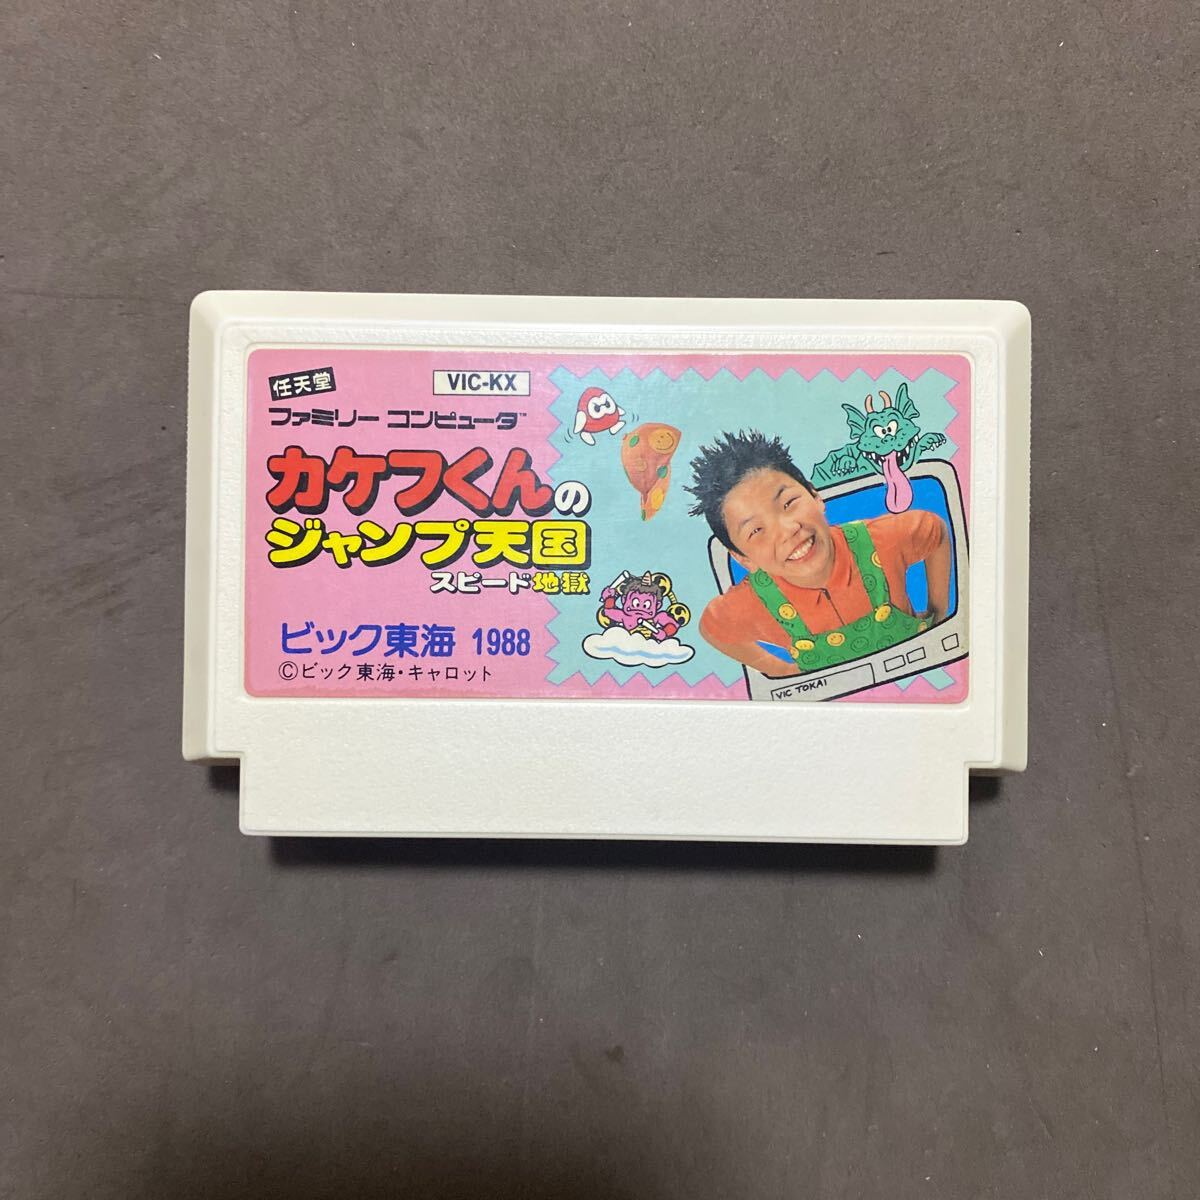 任天堂
VIC-KX
ファミリー コンピュータ™
カケフくんの
ジャンプ天国
スピード地獄
ビック東海 1988
©ビック東海・キャロット
VIC TOKAI